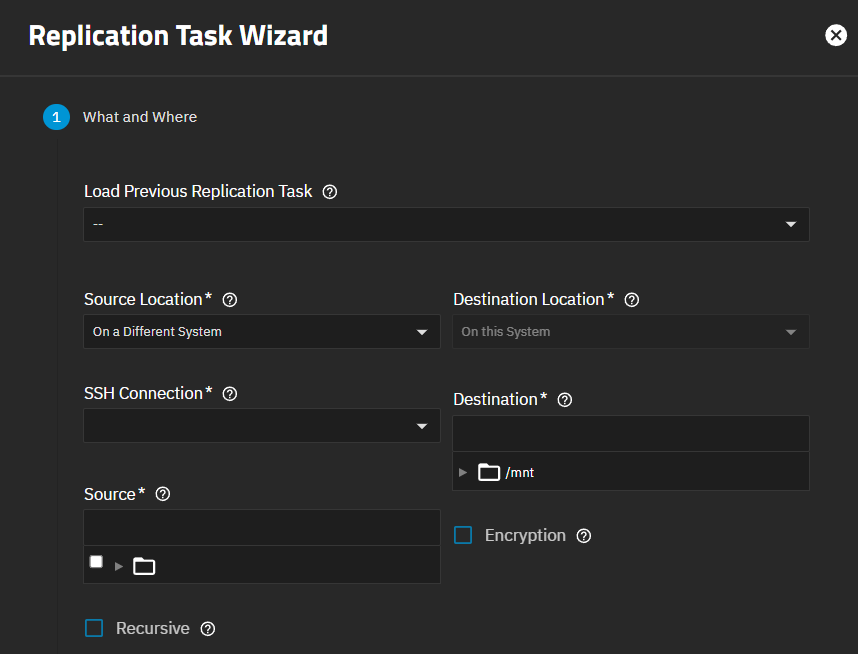 Replication Task Wizard
1 What and Where
Load Previous Replication Task
--
Source Location*
On a Different System
Destination Location*
On this System
SSH Connection*
Destination*
/mnt
Source*
Encryption
Recursive